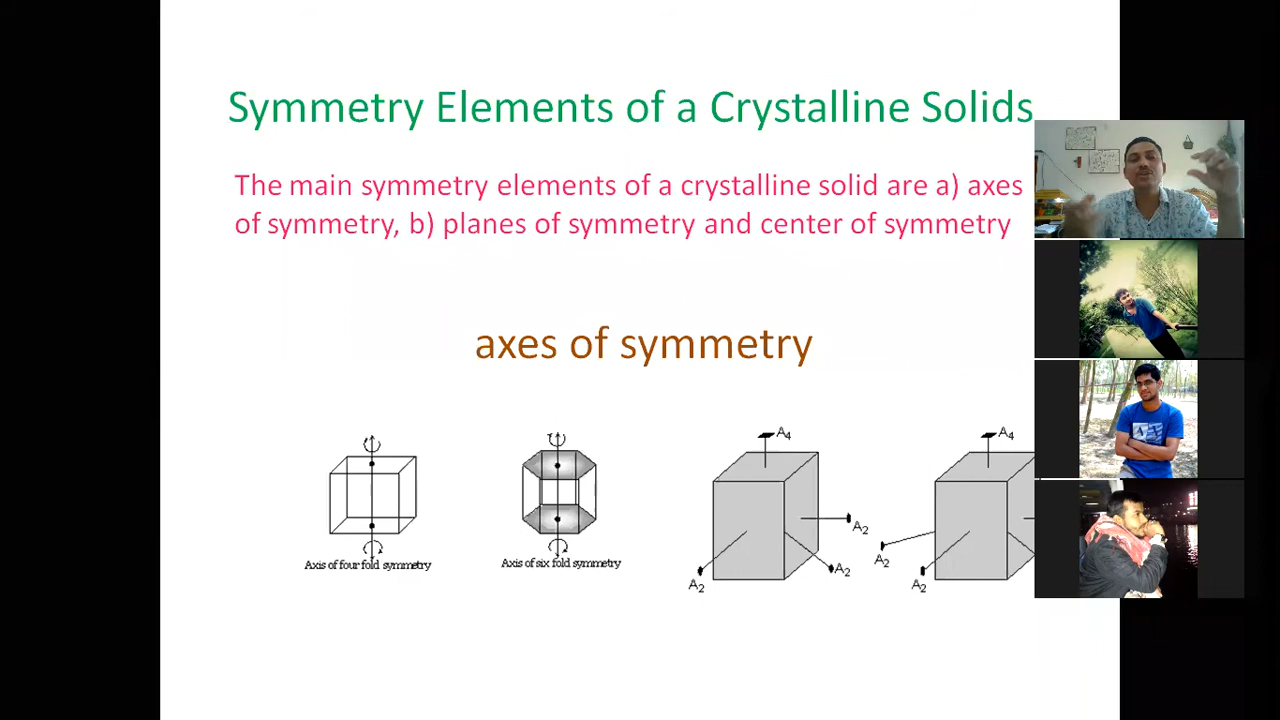 Symmetry Elements of a Crystalline Solids
The main symmetry elements of a crystalline solid are a) axes
of symmetry, b) planes of symmetry and center of symmetry
axes of symmetry
A4
A4
A2
A2
A2
A2
A2
Axis of four fold symmetry
Axis of six fold symmetry